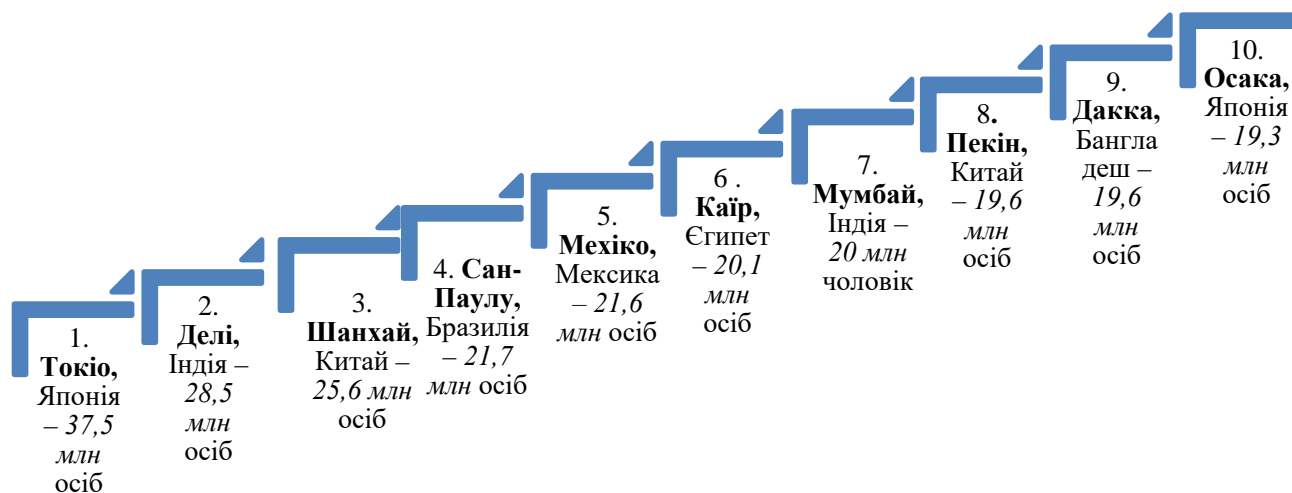 1.
Токіо,
Японія
– 37,5
млн
осіб
2.
Делі,
Індія –
28,5
млн
осіб
3.
Шанхай,
Китай –
25,6 млн
осіб
4. Сан-
Паулу,
Бразилія
– 21,7
млн осіб
5.
Мехіко,
Мексика
– 21,6
млн осіб
6 .
Каїр,
Єгипет
– 20,1
млн
осіб
7.
Мумбай,
Індія –
20 млн
чоловік
8.
Пекін,
Китай
– 19,6
млн
осіб
9.
Дакка,
Бангла
деш –
19,6
млн
осіб
10.
Осака,
Японія
– 19,3
млн
осіб